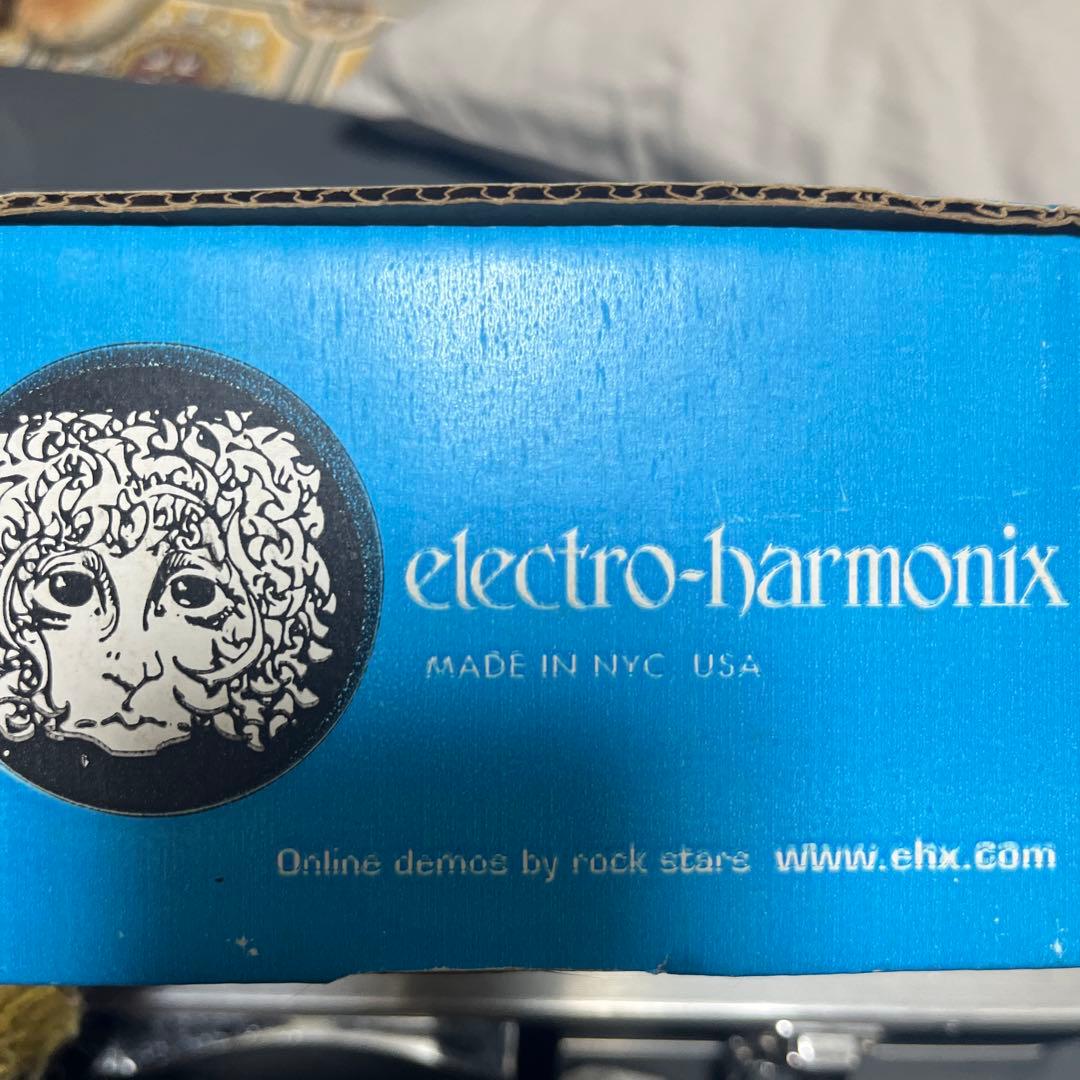 electro-harmonix
MADE IN NYC USA
Online demos by rock stars www.ehx.com